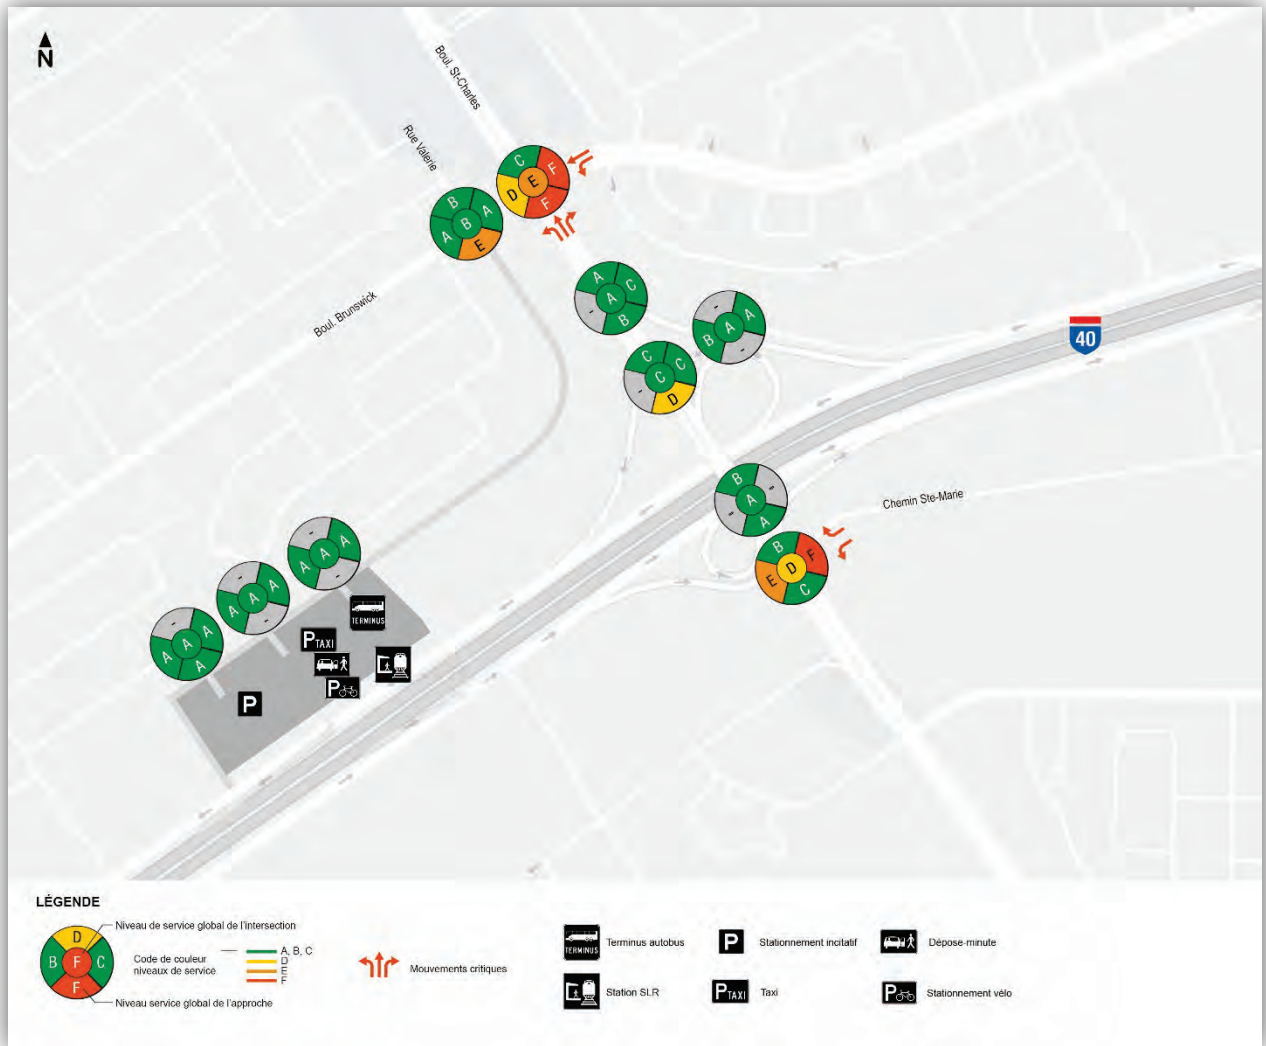 N
Boul. St-Charles
Rue Valerie
C
F
E
D
F
B
A
B
A
E
Boul. Brunswick
A
C
A
-
B
-
A
A
B
-
C
C
C
-
D
40
B
-
A
-
A
Chemin Ste-Marie
B
F
D
E
C
-
A
A
A
-
-
A
A
A
-
-
A
A
A
A
TERMINUS
P TAXI
P
P
LÉGENDE
D
B F C
F
Niveau de service global de l'intersection
Code de couleur
niveaux de service
A, B, C
D
E
F
Niveau service global de l'approche
Mouvements critiques
TERMINUS
Terminus autobus
P
Stationnement incitatif
Dépose-minute
Station SLR
P TAXI
Taxi
P
Stationnement vélo